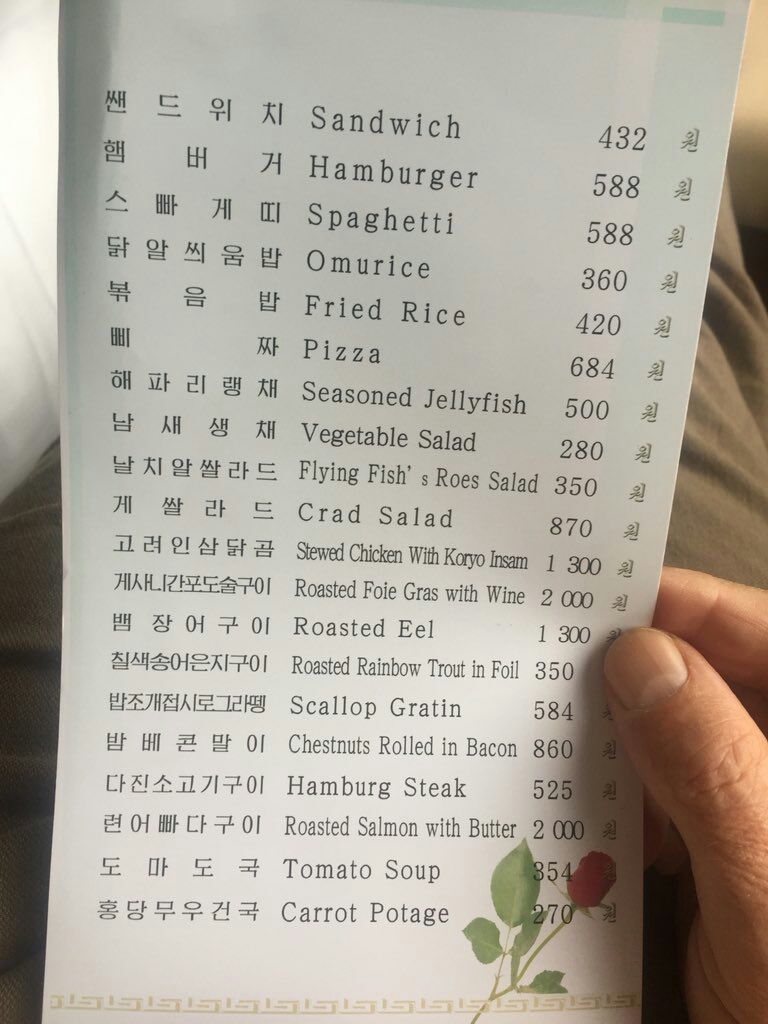 쌘드위치 Sandwich 432 원
햄버거 Hamburger 588 원
스빠게띠 Spaghetti 588 원
닭알씌움밥 Omurice 360 원
볶음밥 Fried Rice 420 원
삐짜 Pizza 684 원
해파리랭채 Seasoned Jellyfish 500 원
남새생채 Vegetable Salad 280 원
날치알쌀라드 Flying Fish's Roes Salad 350 원
게쌀라드 Crad Salad 870 원
고려인삼닭곰 Stewed Chicken With Koryo Insam 1 300 원
게사니간포도술구이 Roasted Foie Gras with Wine 2 000 원
뱀장어구이 Roasted Eel 1 300 원
칠색송어은지구이 Roasted Rainbow Trout in Foil 350
밥조개접시로그라뗑 Scallop Gratin 584 원
밤베콘말이 Chestnuts Rolled in Bacon 860 원
다진소고기구이 Hamburg Steak 525 원
련어빠다구이 Roasted Salmon with Butter 2 000 원
도마도국 Tomato Soup 354 원
홍당무우건국 Carrot Potage 270 원